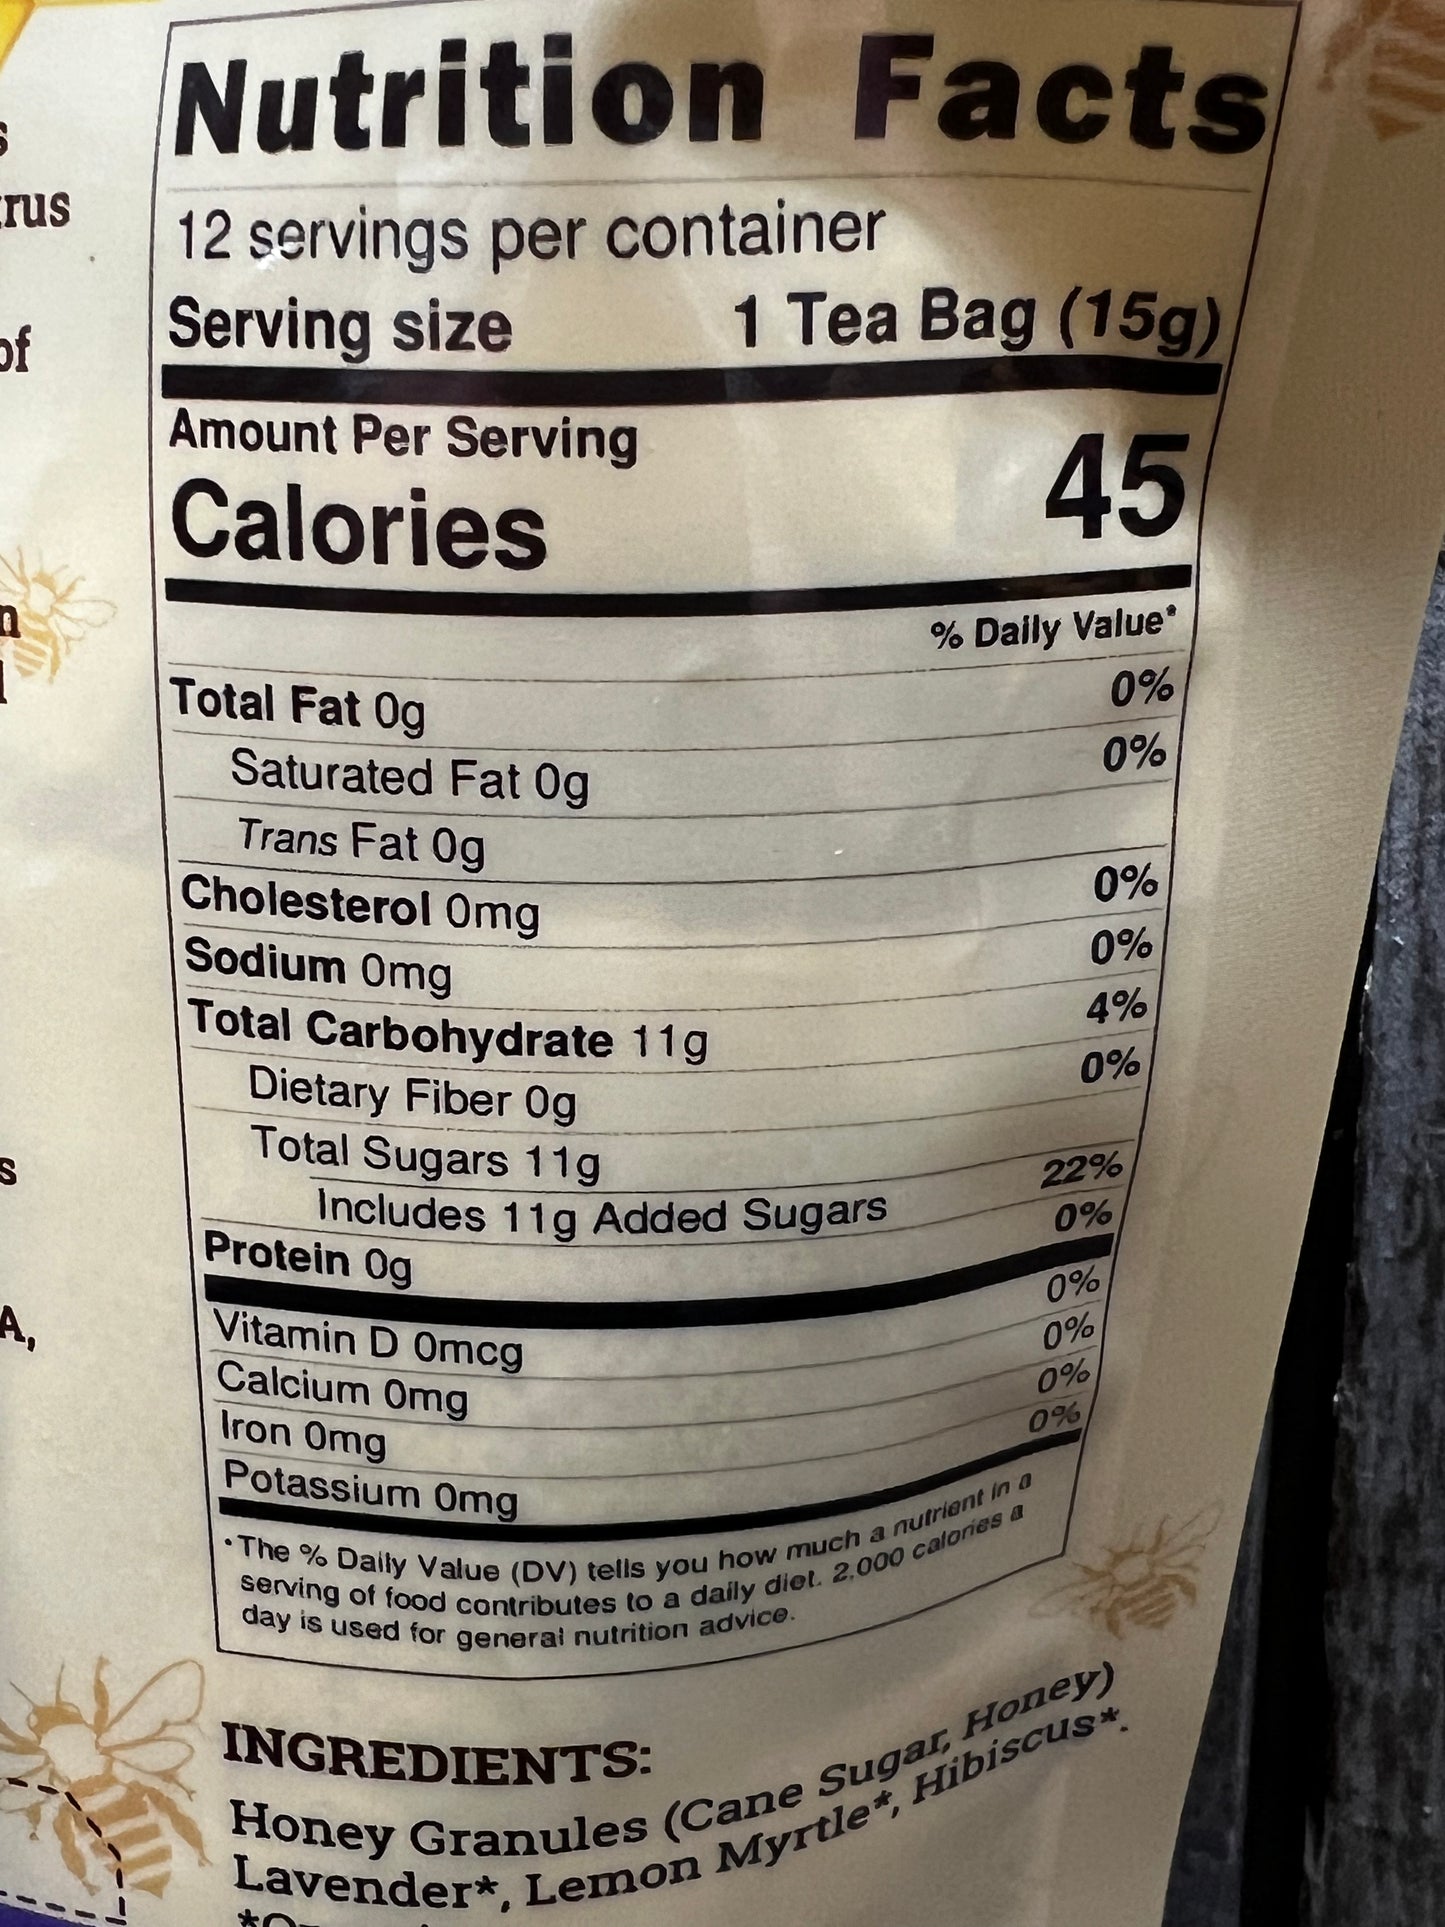 s
rus
of
n
s
A,
Nutrition Facts
12 servings per container
Serving size 1 Tea Bag (15g)
Amount Per Serving
Calories 45
% Daily Value*
Total Fat 0g 0%
Saturated Fat 0g 0%
Trans Fat 0g
Cholesterol 0mg 0%
Sodium 0mg 0%
Total Carbohydrate 11g 4%
Dietary Fiber 0g 0%
Total Sugars 11g
Includes 11g Added Sugars 22%
Protein 0g 0%
Vitamin D 0mcg 0%
Calcium 0mg 0%
Iron 0mg 0%
Potassium 0mg 0%
*The % Daily Value (DV) tells you how much a nutrient in a
serving of food contributes to a daily diet. 2,000 calories a
day is used for general nutrition advice.
INGREDIENTS:
Honey Granules (Cane Sugar, Honey)
Lavender*, Lemon Myrtle*, Hibiscus*.